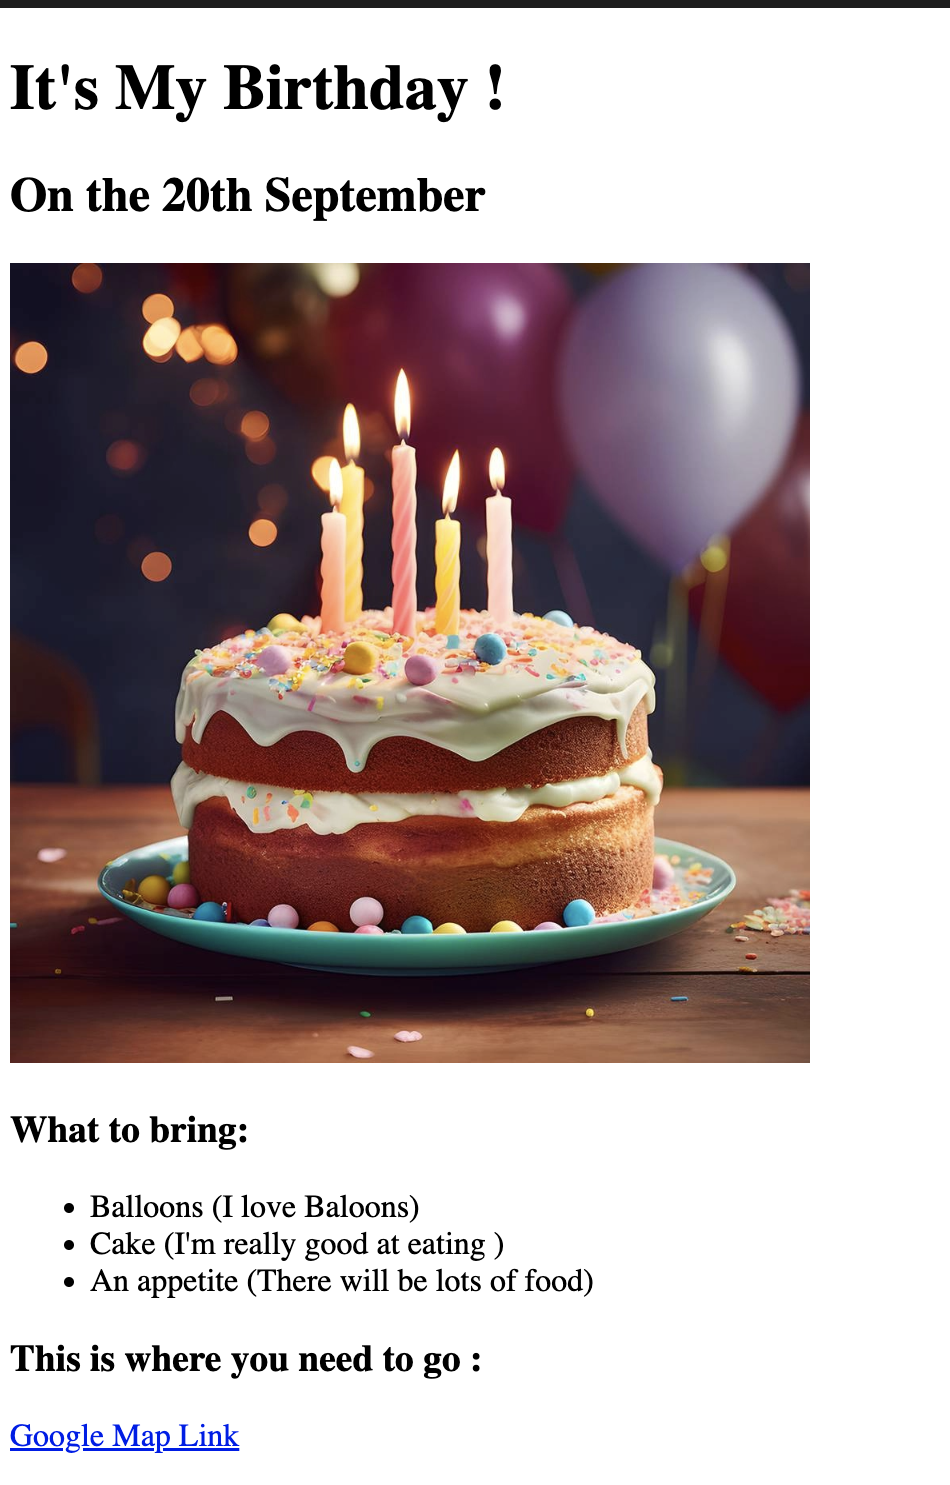 It's My Birthday !
On the 20th September
What to bring:
Balloons (I love Baloons)
Cake (I'm really good at eating )
An appetite (There will be lots of food)
This is where you need to go :
Google Map Link